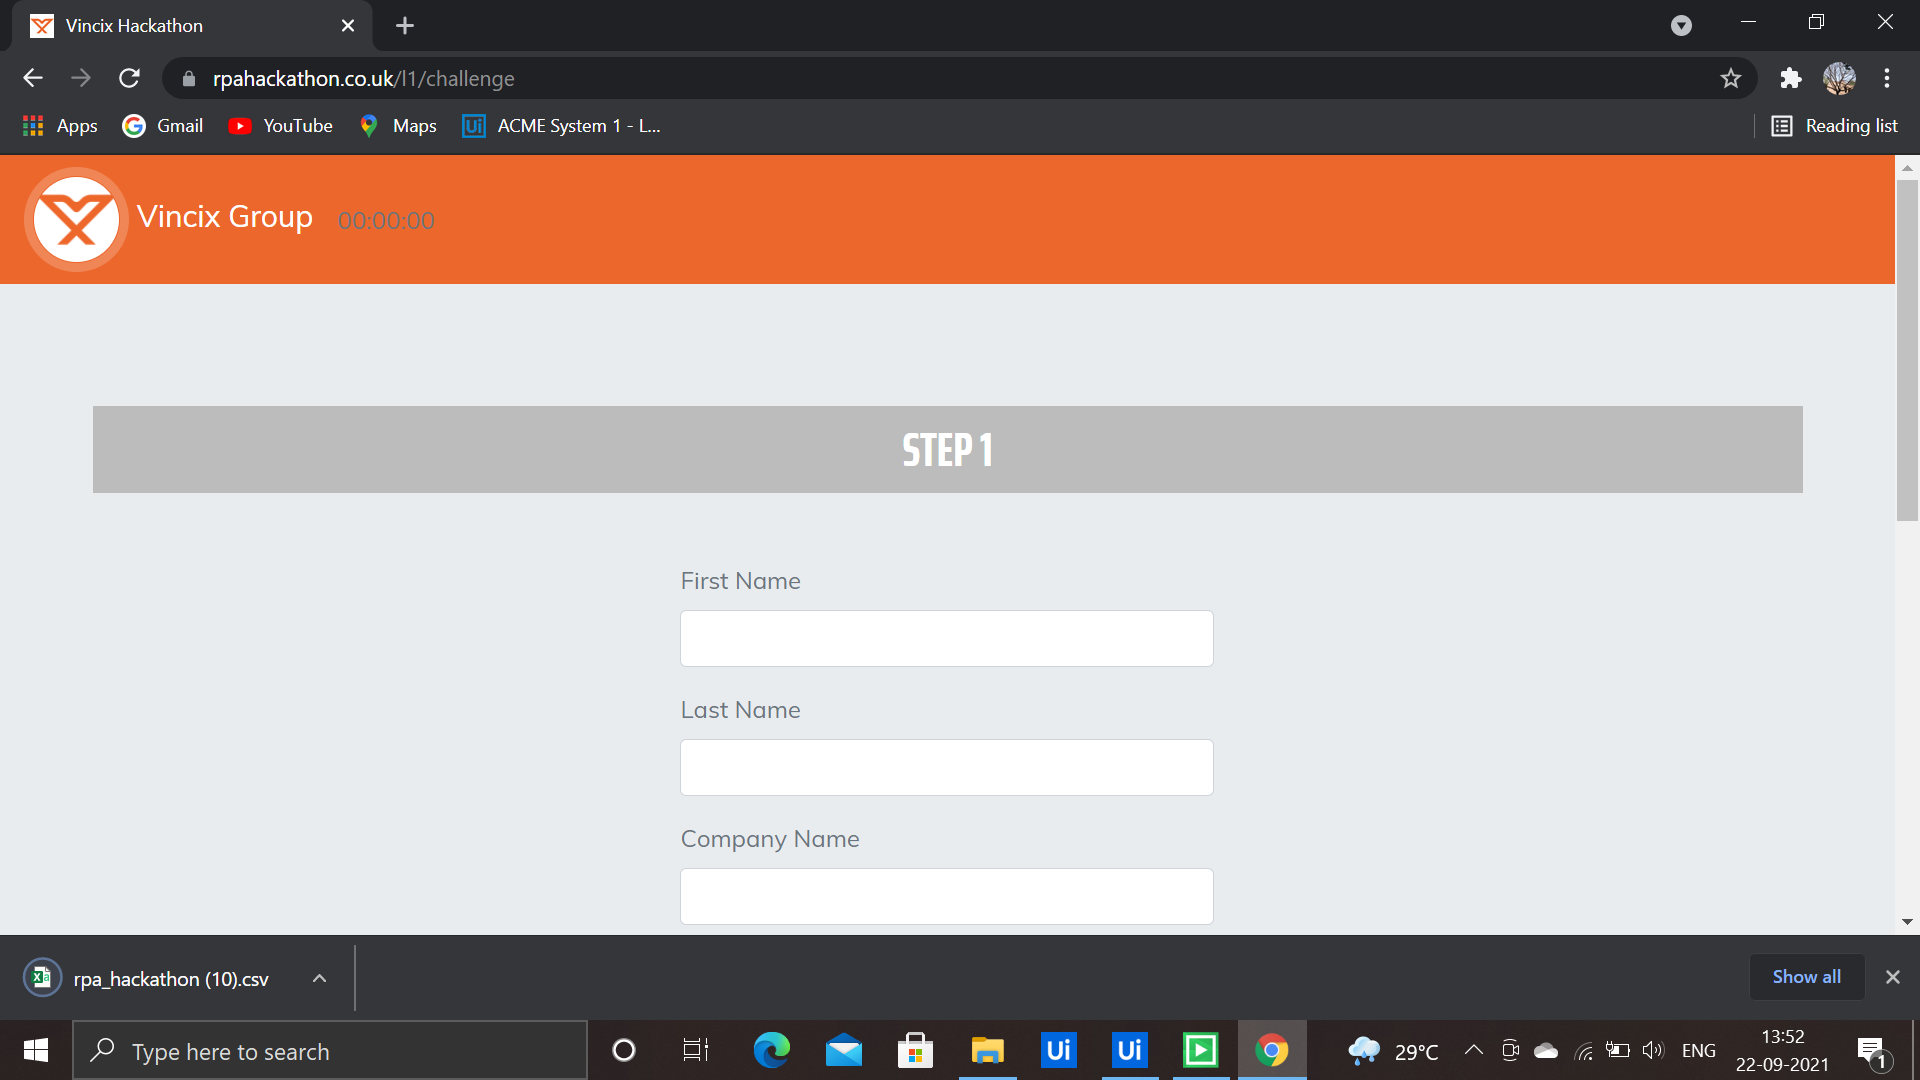 Vincix Hackathon
rpahackathon.co.uk/l1/challenge
Apps Gmail YouTube Maps Ui ACME System 1 - L... Reading list
Vincix Group 00:00:00
STEP 1
First Name
Last Name
Company Name
rpa_hackathon (10).csv Show all
Type here to search Ui Ui 29°C ENG 13:52
22-09-2021 1